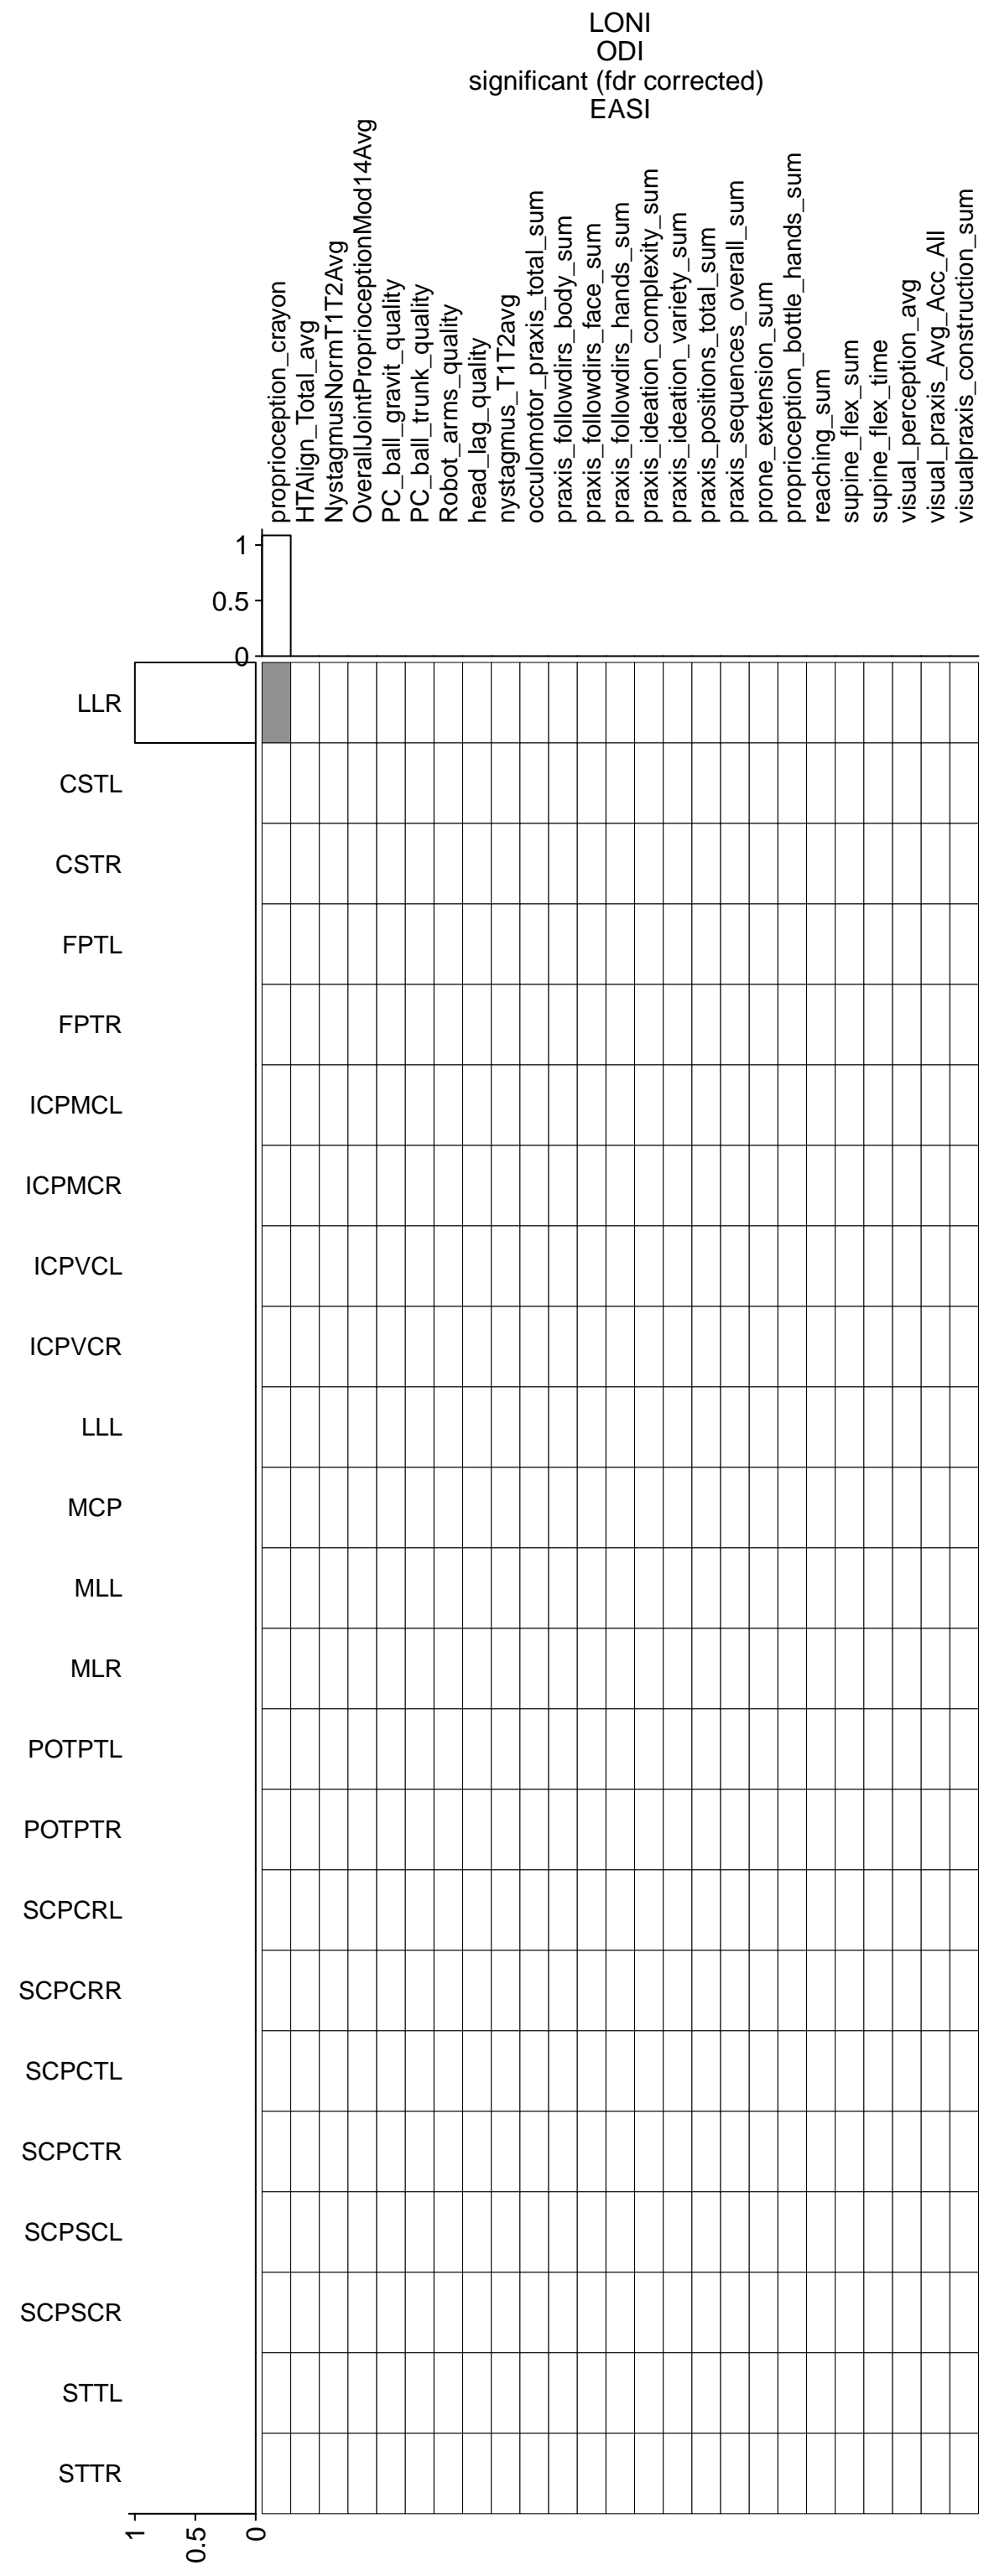 LONI
ODI
significant (fdr corrected)
EASI
proprioception_crayon
HTAlign_Total_avg
NystagmusNormT1T2Avg
OverallJointProprioceptionMod14Avg
PC_ball_gravit_quality
PC_ball_trunk_quality
Robot_arms_quality
head_lag_quality
nystagmus_T1T2avg
occulomotor_praxis_total_sum
praxis_followdirs_body_sum
praxis_followdirs_face_sum
praxis_followdirs_hands_sum
praxis_ideation_complexity_sum
praxis_ideation_variety_sum
praxis_positions_total_sum
praxis_sequences_overall_sum
prone_extension_sum
proprioception_bottle_hands_sum
reaching_sum
supine_flex_sum
supine_flex_time
visual_perception_avg
visual_praxis_Avg_Acc_All
visualpraxis_construction_sum
1
0.5
0
LLR
CSTL
CSTR
FPTL
FPTR
ICPMCL
ICPMCR
ICPVCL
ICPVCR
LLL
MCP
MLL
MLR
POTPTL
POTPTR
SCPCRL
SCPCRR
SCPCTL
SCPCTR
SCPSCL
SCPSCR
STTL
STTR
1
0.5
0